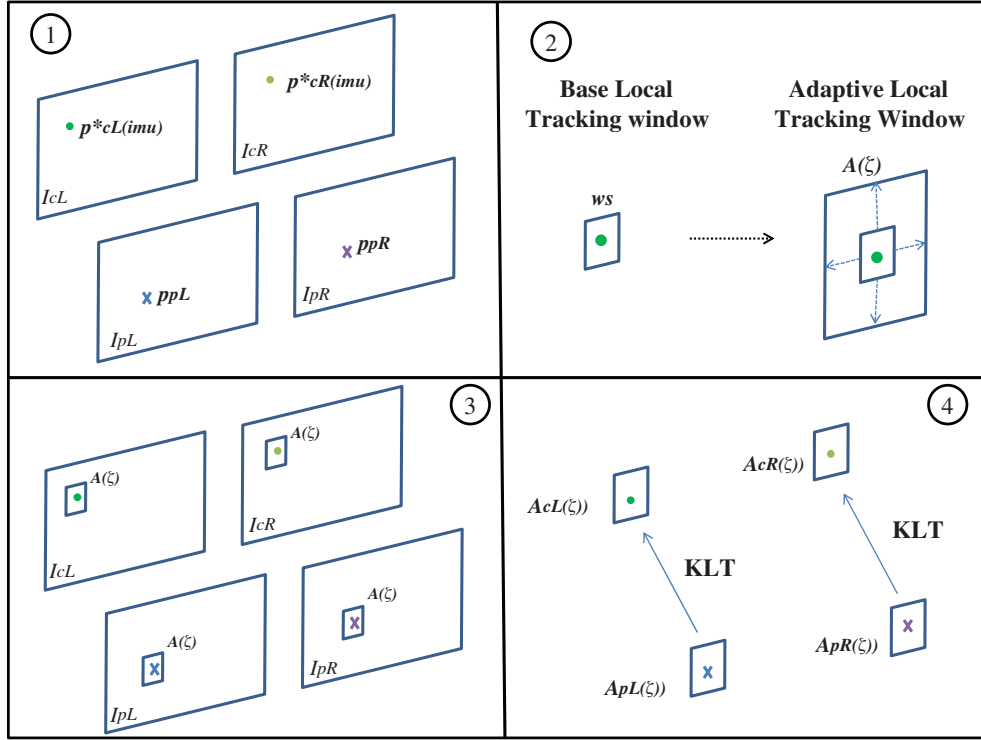 1
p*cL(imu)
IcL
p*cR(imu)
IcR
ppL
IpL
ppR
IpR
2
Base Local
Tracking window
Adaptive Local
Tracking Window
ws
A(ζ)
3
A(ζ)
IcL
A(ζ)
IcR
A(ζ)
IpL
A(ζ)
IpR
4
AcL(ζ))
AcR(ζ))
KLT
KLT
ApL(ζ))
ApR(ζ))